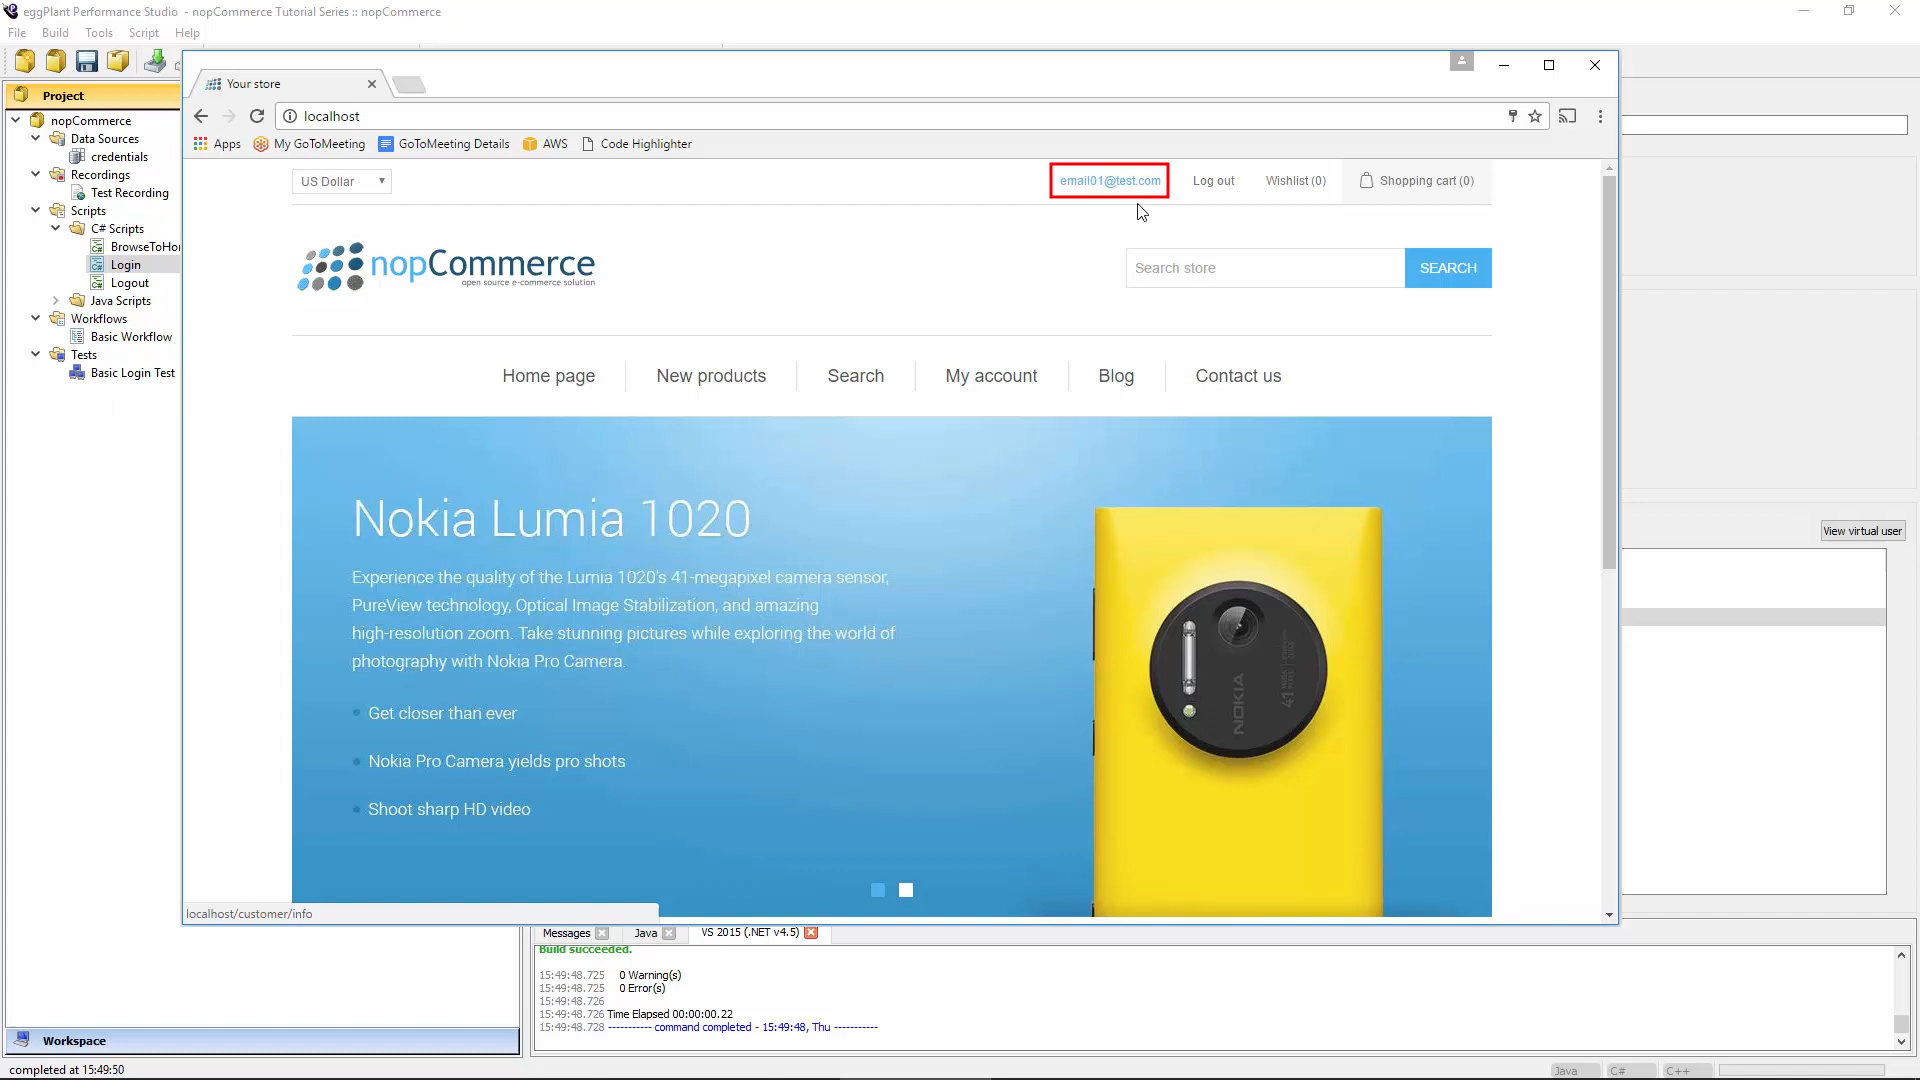 eggPlant Performance Studio - nopCommerce Tutorial Series :: nopCommerce
File Build Tools Script Help
Project
nopCommerce
Data Sources
credentials
Recordings
Test Recording
Scripts
C# Scripts
BrowseToHo
Login
Logout
Java Scripts
Workflows
Basic Workflow
Tests
Basic Login Test
Your store
localhost
Apps My GoToMeeting GoToMeeting Details AWS Code Highlighter
US Dollar email01@test.com Log out Wishlist (0) Shopping cart (0)
nopCommerce
open source e-commerce solution
Search store SEARCH
Home page New products Search My account Blog Contact us
Nokia Lumia 1020
Experience the quality of the Lumia 1020's 41-megapixel camera sensor,
PureView technology, Optical Image Stabilization, and amazing
high-resolution zoom. Take stunning pictures while exploring the world of
photography with Nokia Pro Camera.
Get closer than ever
Nokia Pro Camera yields pro shots
Shoot sharp HD video
NOKIA
localhost/customer/info
View virtual user
Messages Java VS 2015 (.NET v4.5)
Build succeeded.
15:49:48.725 0 Warning(s)
15:49:48.725 0 Error(s)
15:49:48.726
15:49:48.726 Time Elapsed 00:00:00.22
15:49:48.728 ----------- command completed - 15:49:48, Thu -----------
Workspace
completed at 15:49:50
Java C# C++